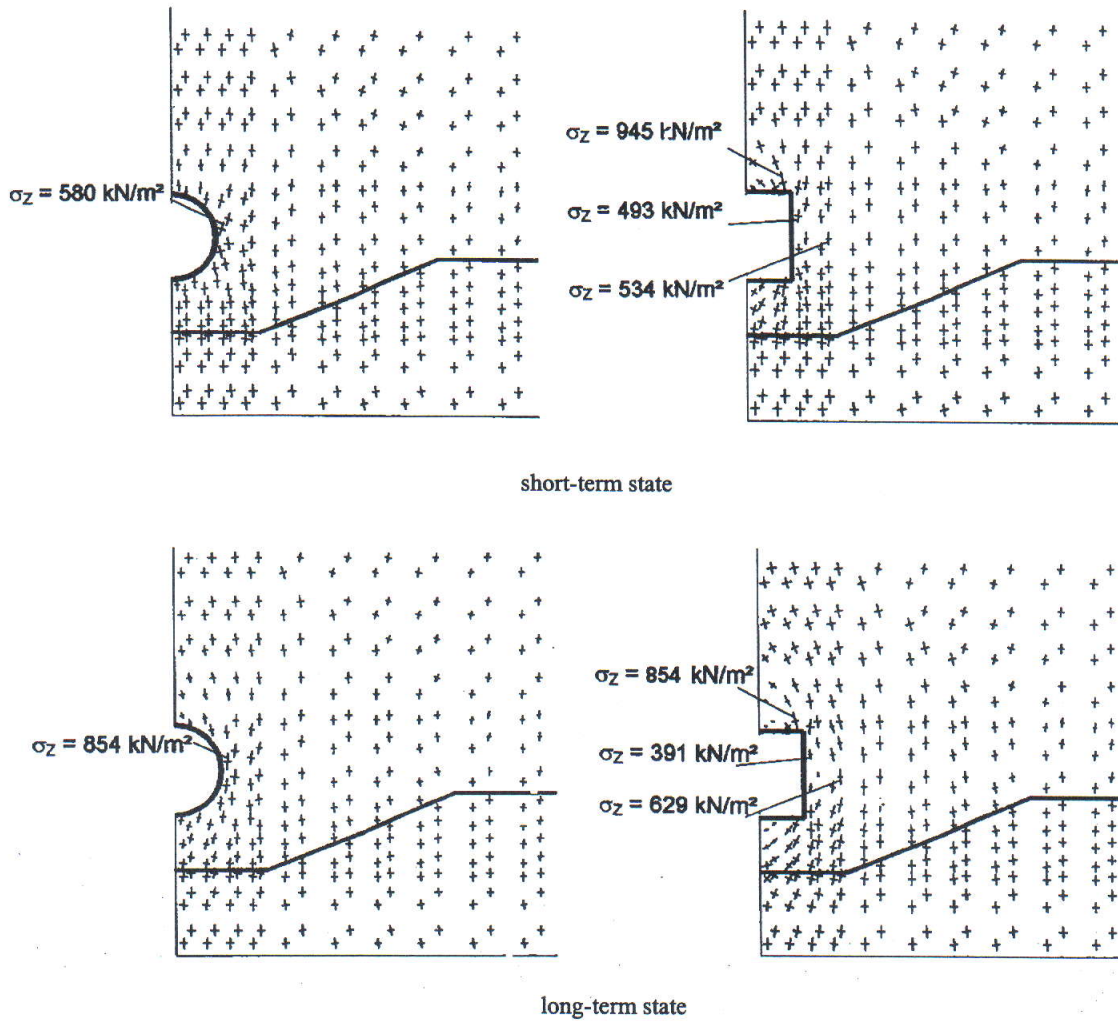 σZ = 580 kN/m²
σZ = 945 kN/m²
σZ = 493 kN/m²
σZ = 534 kN/m²
short-term state
σZ = 854 kN/m²
σZ = 854 kN/m²
σZ = 391 kN/m²
σZ = 629 kN/m²
long-term state